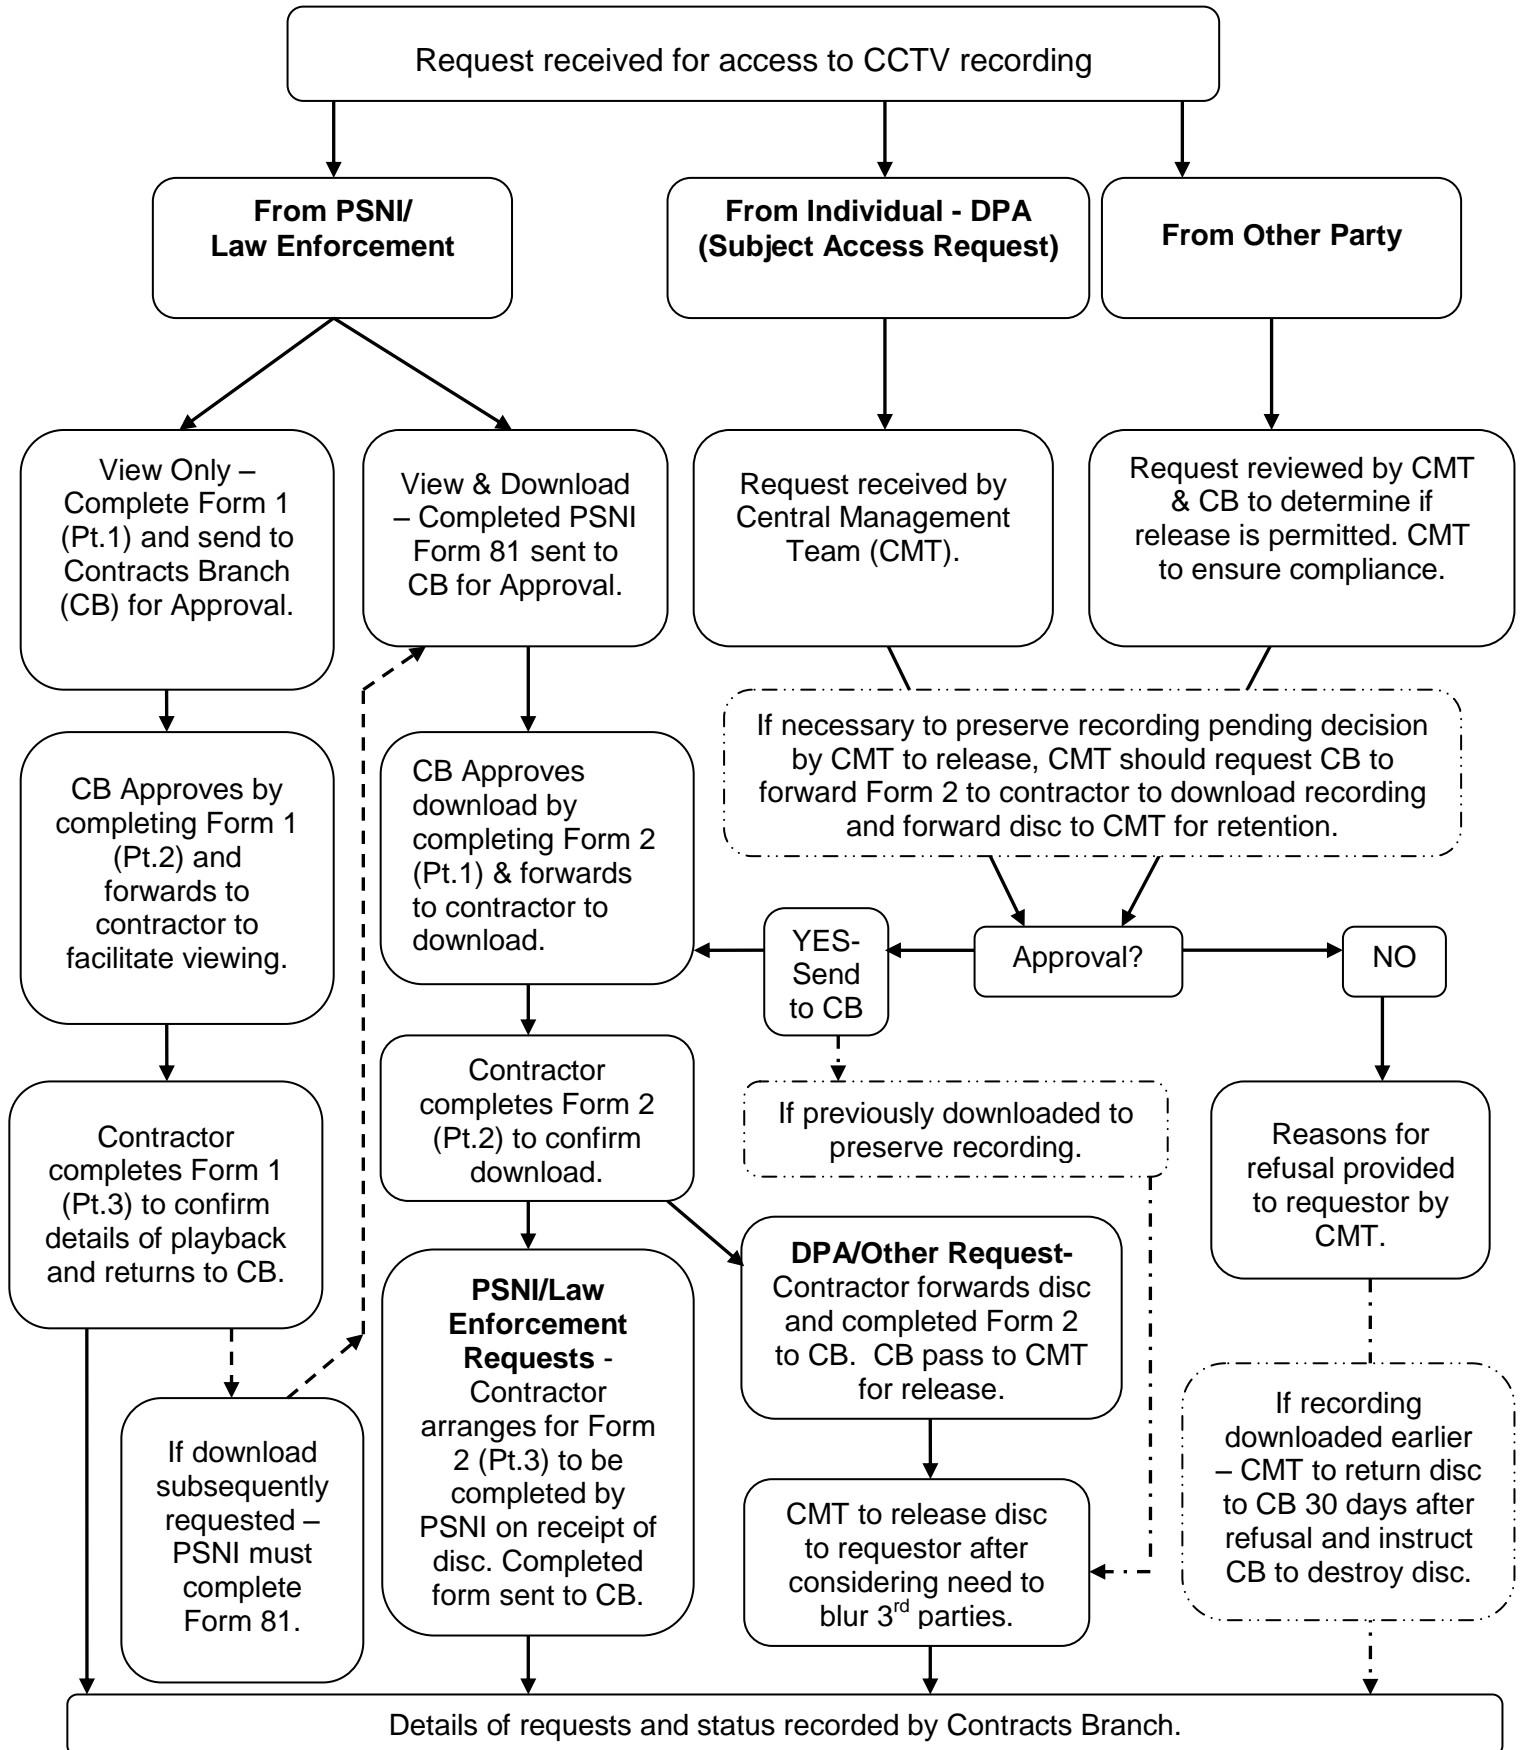 Request received for access to CCTV recording
From PSNI/
Law Enforcement
From Individual - DPA
(Subject Access Request)
From Other Party
View Only –
Complete Form 1
(Pt.1) and send to
Contracts Branch
(CB) for Approval.
View & Download
– Completed PSNI
Form 81 sent to
CB for Approval.
Request received by
Central Management
Team (CMT).
Request reviewed by CMT
& CB to determine if
release is permitted. CMT
to ensure compliance.
If necessary to preserve recording pending decision
by CMT to release, CMT should request CB to
forward Form 2 to contractor to download recording
and forward disc to CMT for retention.
CB Approves by
completing Form 1
(Pt.2) and
forwards to
contractor to
facilitate viewing.
CB Approves
download by
completing Form 2
(Pt.1) & forwards
to contractor to
download.
YES-
Send
to CB
Approval?
NO
Contractor
completes Form 1
(Pt.3) to confirm
details of playback
and returns to CB.
Contractor
completes Form 2
(Pt.2) to confirm
download.
If previously downloaded to
preserve recording.
Reasons for
refusal provided
to requestor by
CMT.
PSNI/Law
Enforcement
Requests -
Contractor
arranges for Form
2 (Pt.3) to be
completed by
PSNI on receipt of
disc. Completed
form sent to CB.
DPA/Other Request-
Contractor forwards disc
and completed Form 2
to CB.  CB pass to CMT
for release.
If download
subsequently
requested –
PSNI must
complete
Form 81.
CMT to release disc
to requestor after
considering need to
blur 3rd parties.
If recording
downloaded earlier
– CMT to return disc
to CB 30 days after
refusal and instruct
CB to destroy disc.
Details of requests and status recorded by Contracts Branch.